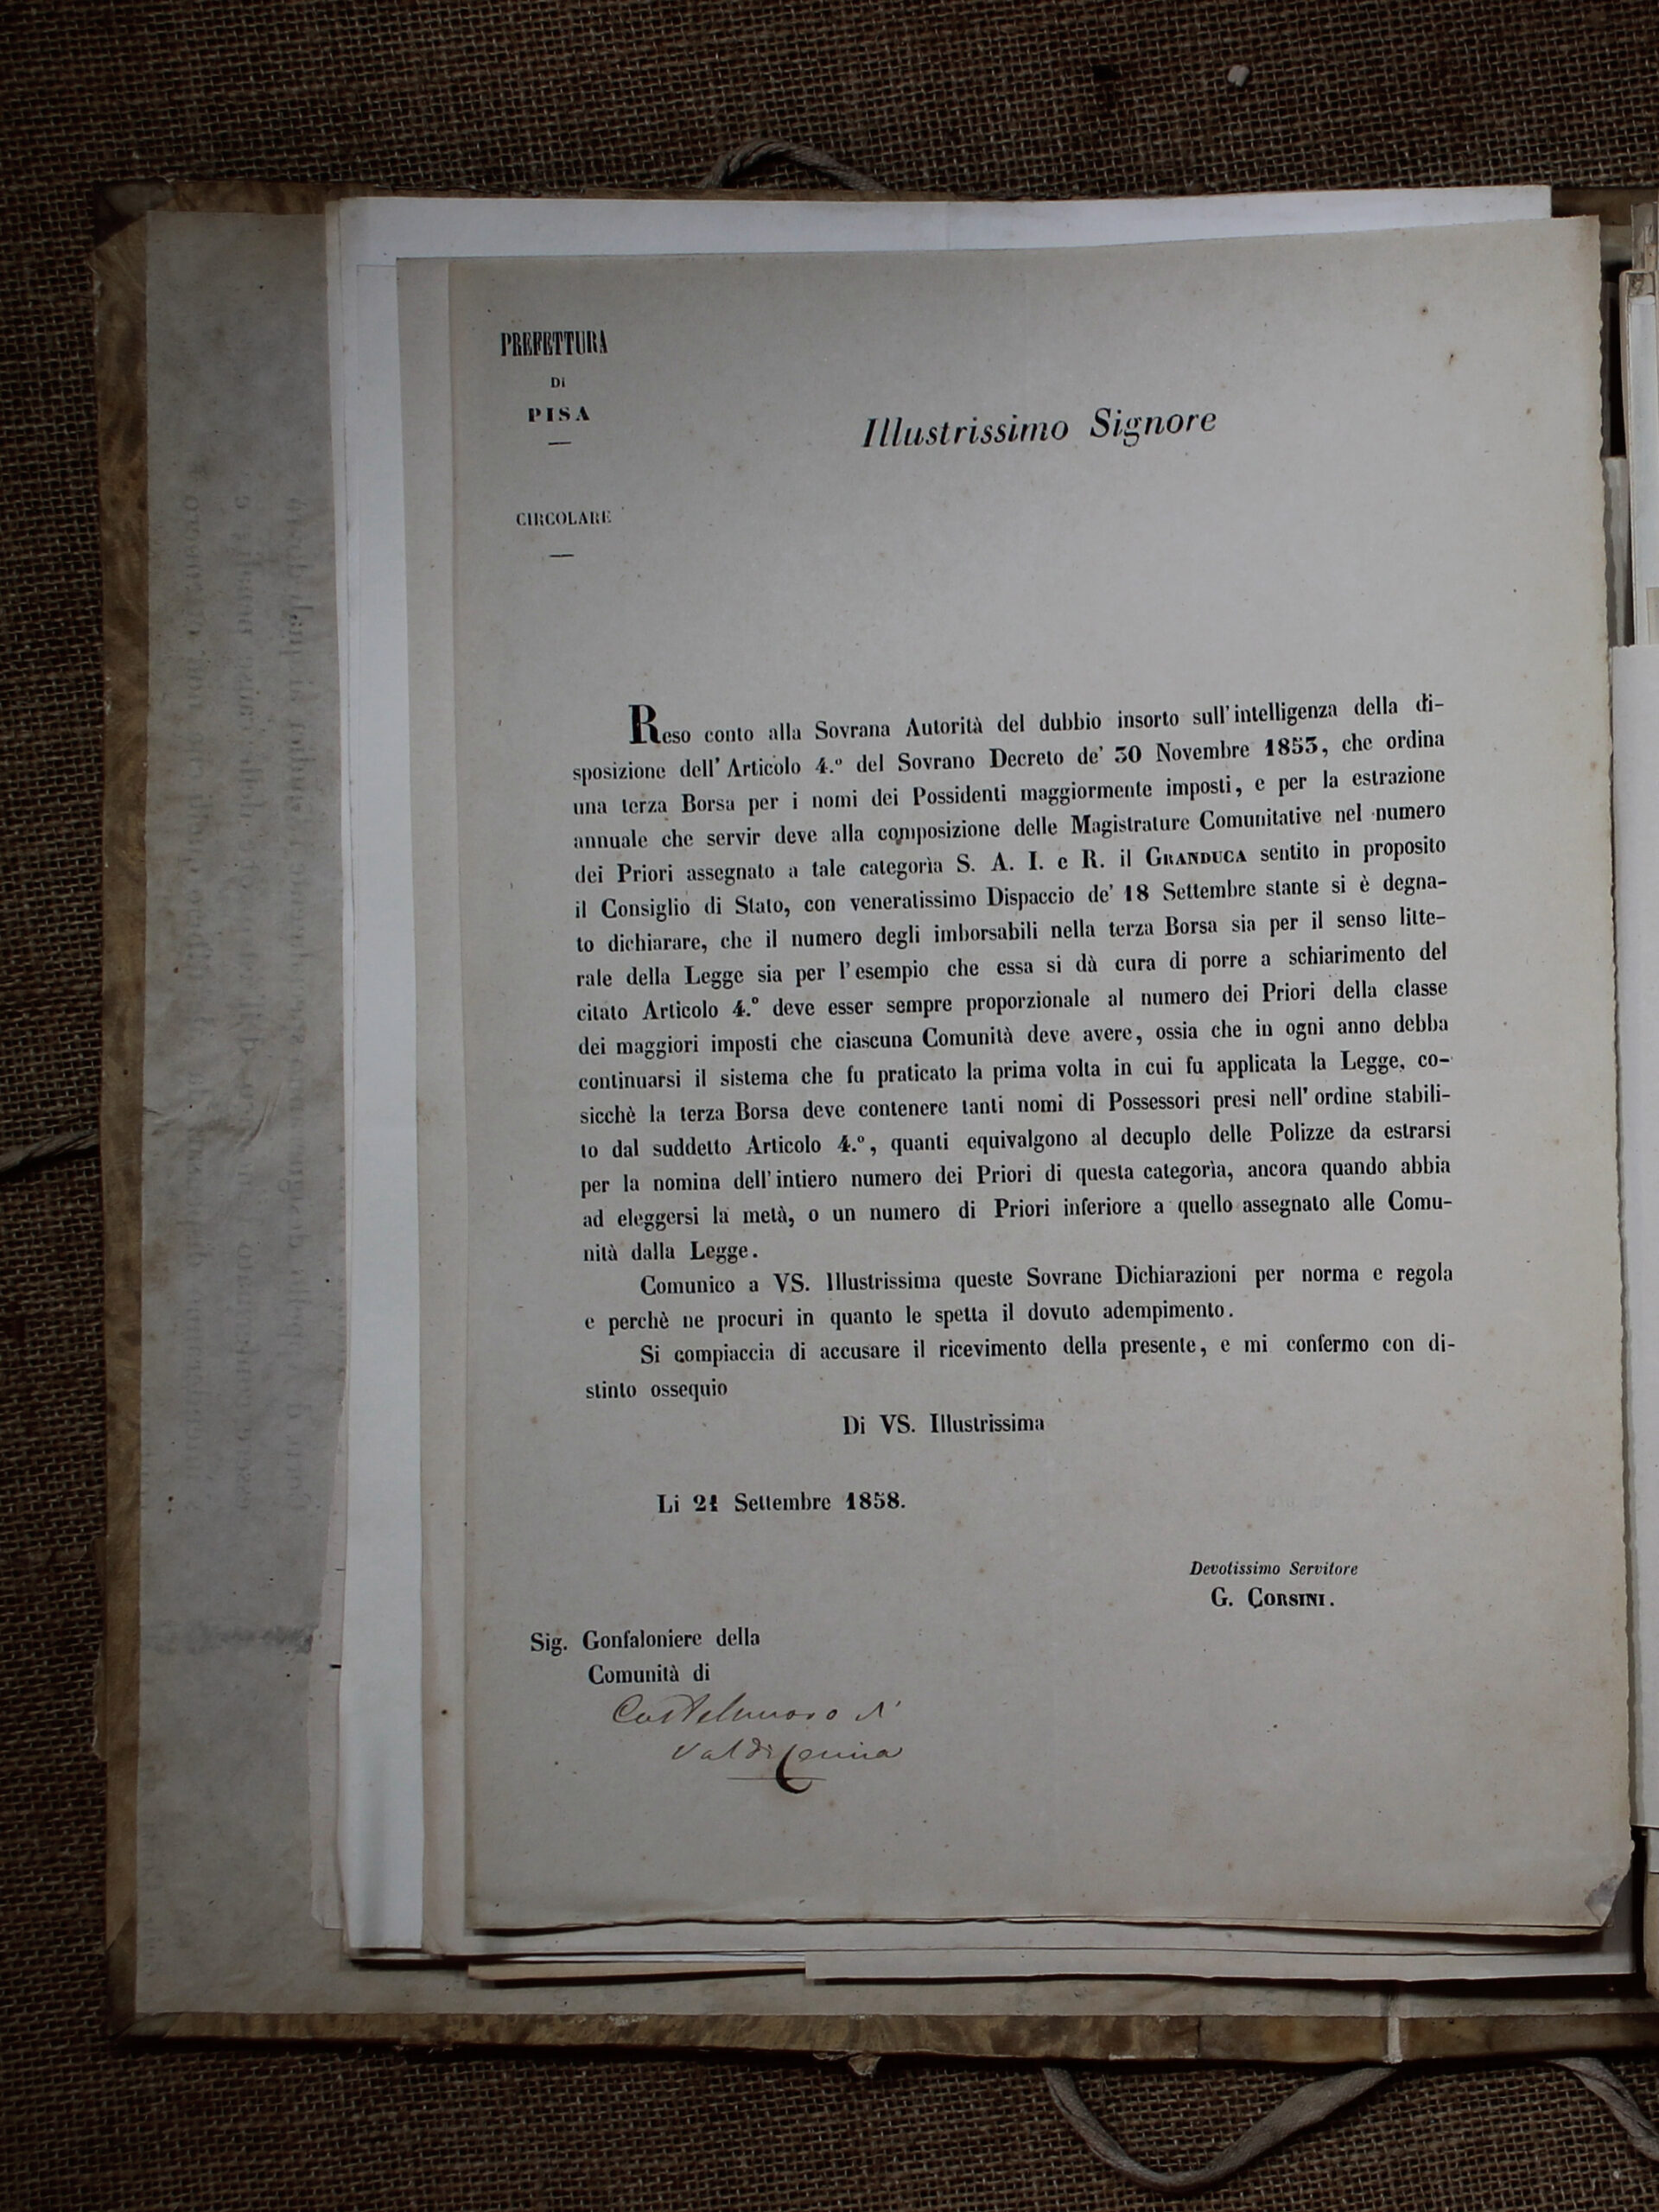 PREFETTURA
DI
PISA
CIRCOLARE
Illustrissimo Signore
Reso conto alla Sovrana Autorità del dubbio insorto sull'intelligenza della di-
sposizione dell'Articolo 4.º del Sovrano Decreto de' 30 Novembre 1853, che ordina
una terza Borsa per i nomi dei Possidenti maggiormente imposti, e per la estrazione
annuale che servir deve alla composizione delle Magistrature Comunitative nel numero
dei Priori assegnato a tale categorìa S. A. I. e R. il GRANDUCA sentito in proposito
il Consiglio di Stato, con veneratissimo Dispaccio de' 18 Settembre stante si è degna-
to dichiarare, che il numero degli imborsabili nella terza Borsa sia per il senso litte-
rale della Legge sia per l'esempio che essa si dà cura di porre a schiarimento del
citato Articolo 4.º deve esser sempre proporzionale al numero dei Priori della classe
dei maggiori imposti che ciascuna Comunità deve avere, ossia che in ogni anno debba
continuarsi il sistema che fu praticato la prima volta in cui fu applicata la Legge, co-
sicchè la terza Borsa deve contenere tanti nomi di Possessori presi nell'ordine stabili-
to dal suddetto Articolo 4.º, quanti equivalgono al decuplo delle Polizze da estrarsi
per la nomina dell'intiero numero dei Priori di questa categorìa, ancora quando abbia
ad eleggersi la metà, o un numero di Priori inferiore a quello assegnato alle Comu-
nità dalla Legge.
Comunico a VS. Illustrissima queste Sovrane Dichiarazioni per norma e regola
e perchè ne procuri in quanto le spetta il dovuto adempimento.
Si compiaccia di accusare il ricevimento della presente, e mi confermo con di-
stinto ossequio
Di VS. Illustrissima
Li 21 Settembre 1858.
Devotissimo Servitore
G. CORSINI.
Sig. Gonfaloniere della
Comunità di
Castelnuovo di
Val di Cecina